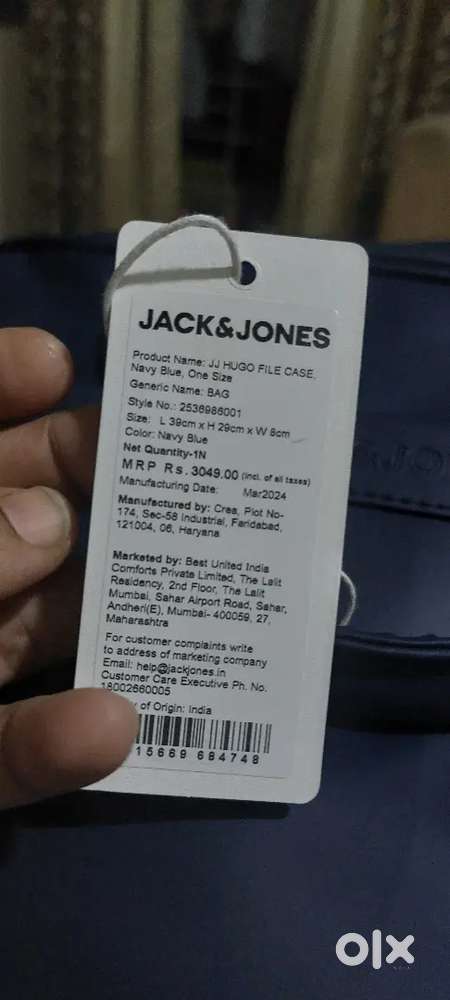 JACK&JONES
Product Name: JJ HUGO FILE CASE,
Navy Blue, One Size
Generic Name: BAG
Style No.: 2536986001
Size: L 39cm x H 29cm x W 8cm
Color: Navy Blue
Net Quantity-1N
MRP Rs. 3049.00 (incl. of all taxes)
Manufacturing Date: Mar2024
Manufactured by: Crea, Plot No-
174, Sec-58 Industrial, Faridabad,
121004, 06, Haryana
Marketed by: Best United India
Comforts Private Limited, The Lalit
Residency, 2nd Floor, The Lalit
Mumbai, Sahar Airport Road, Sahar,
Andheri(E), Mumbai- 400059, 27,
Maharashtra
For customer complaints write
to address of marketing company
Email: help@jackjones.in
Customer Care Executive Ph. No.
18002660005
of Origin: India
15669 684748
&JO
olx